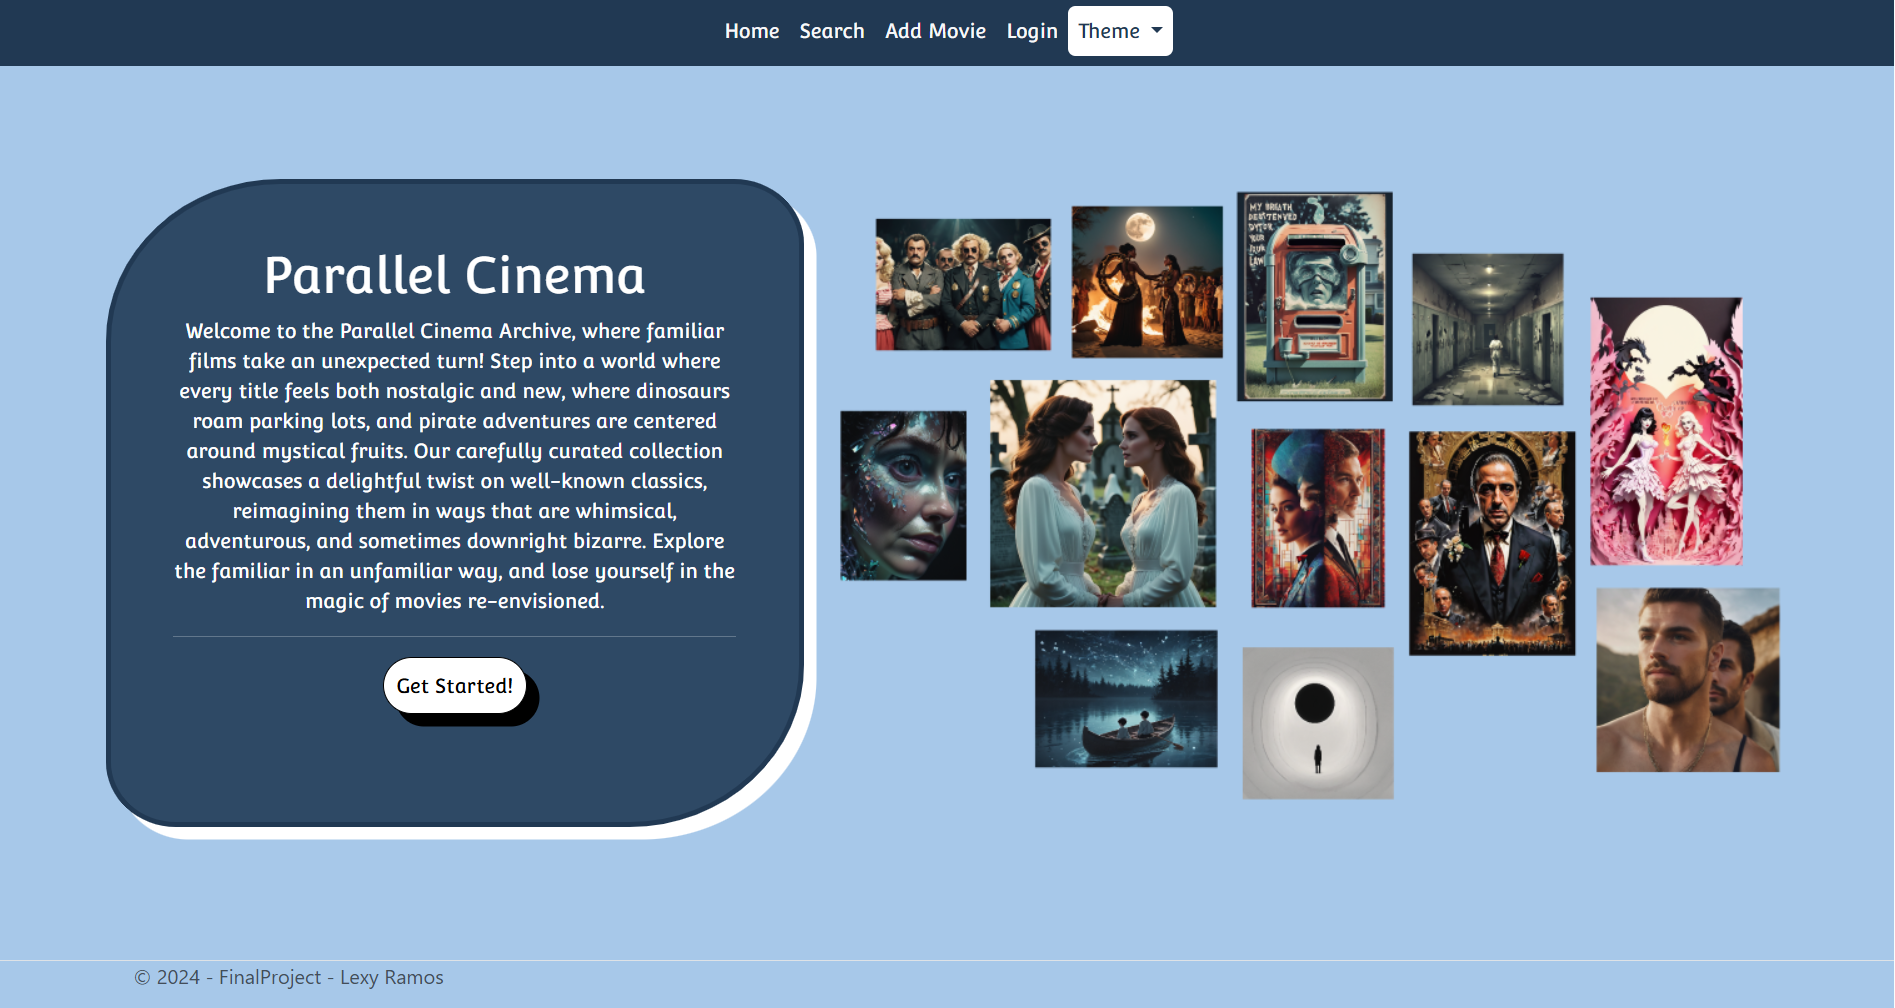 Home Search Add Movie Login Theme
Parallel Cinema
Welcome to the Parallel Cinema Archive, where familiar
films take an unexpected turn! Step into a world where
every title feels both nostalgic and new, where dinosaurs
roam parking lots, and pirate adventures are centered
around mystical fruits. Our carefully curated collection
showcases a delightful twist on well-known classics,
reimagining them in ways that are whimsical,
adventurous, and sometimes downright bizarre. Explore
the familiar in an unfamiliar way, and lose yourself in the
magic of movies re-envisioned.
Get Started!
MY BREATH
© 2024 - FinalProject - Lexy Ramos